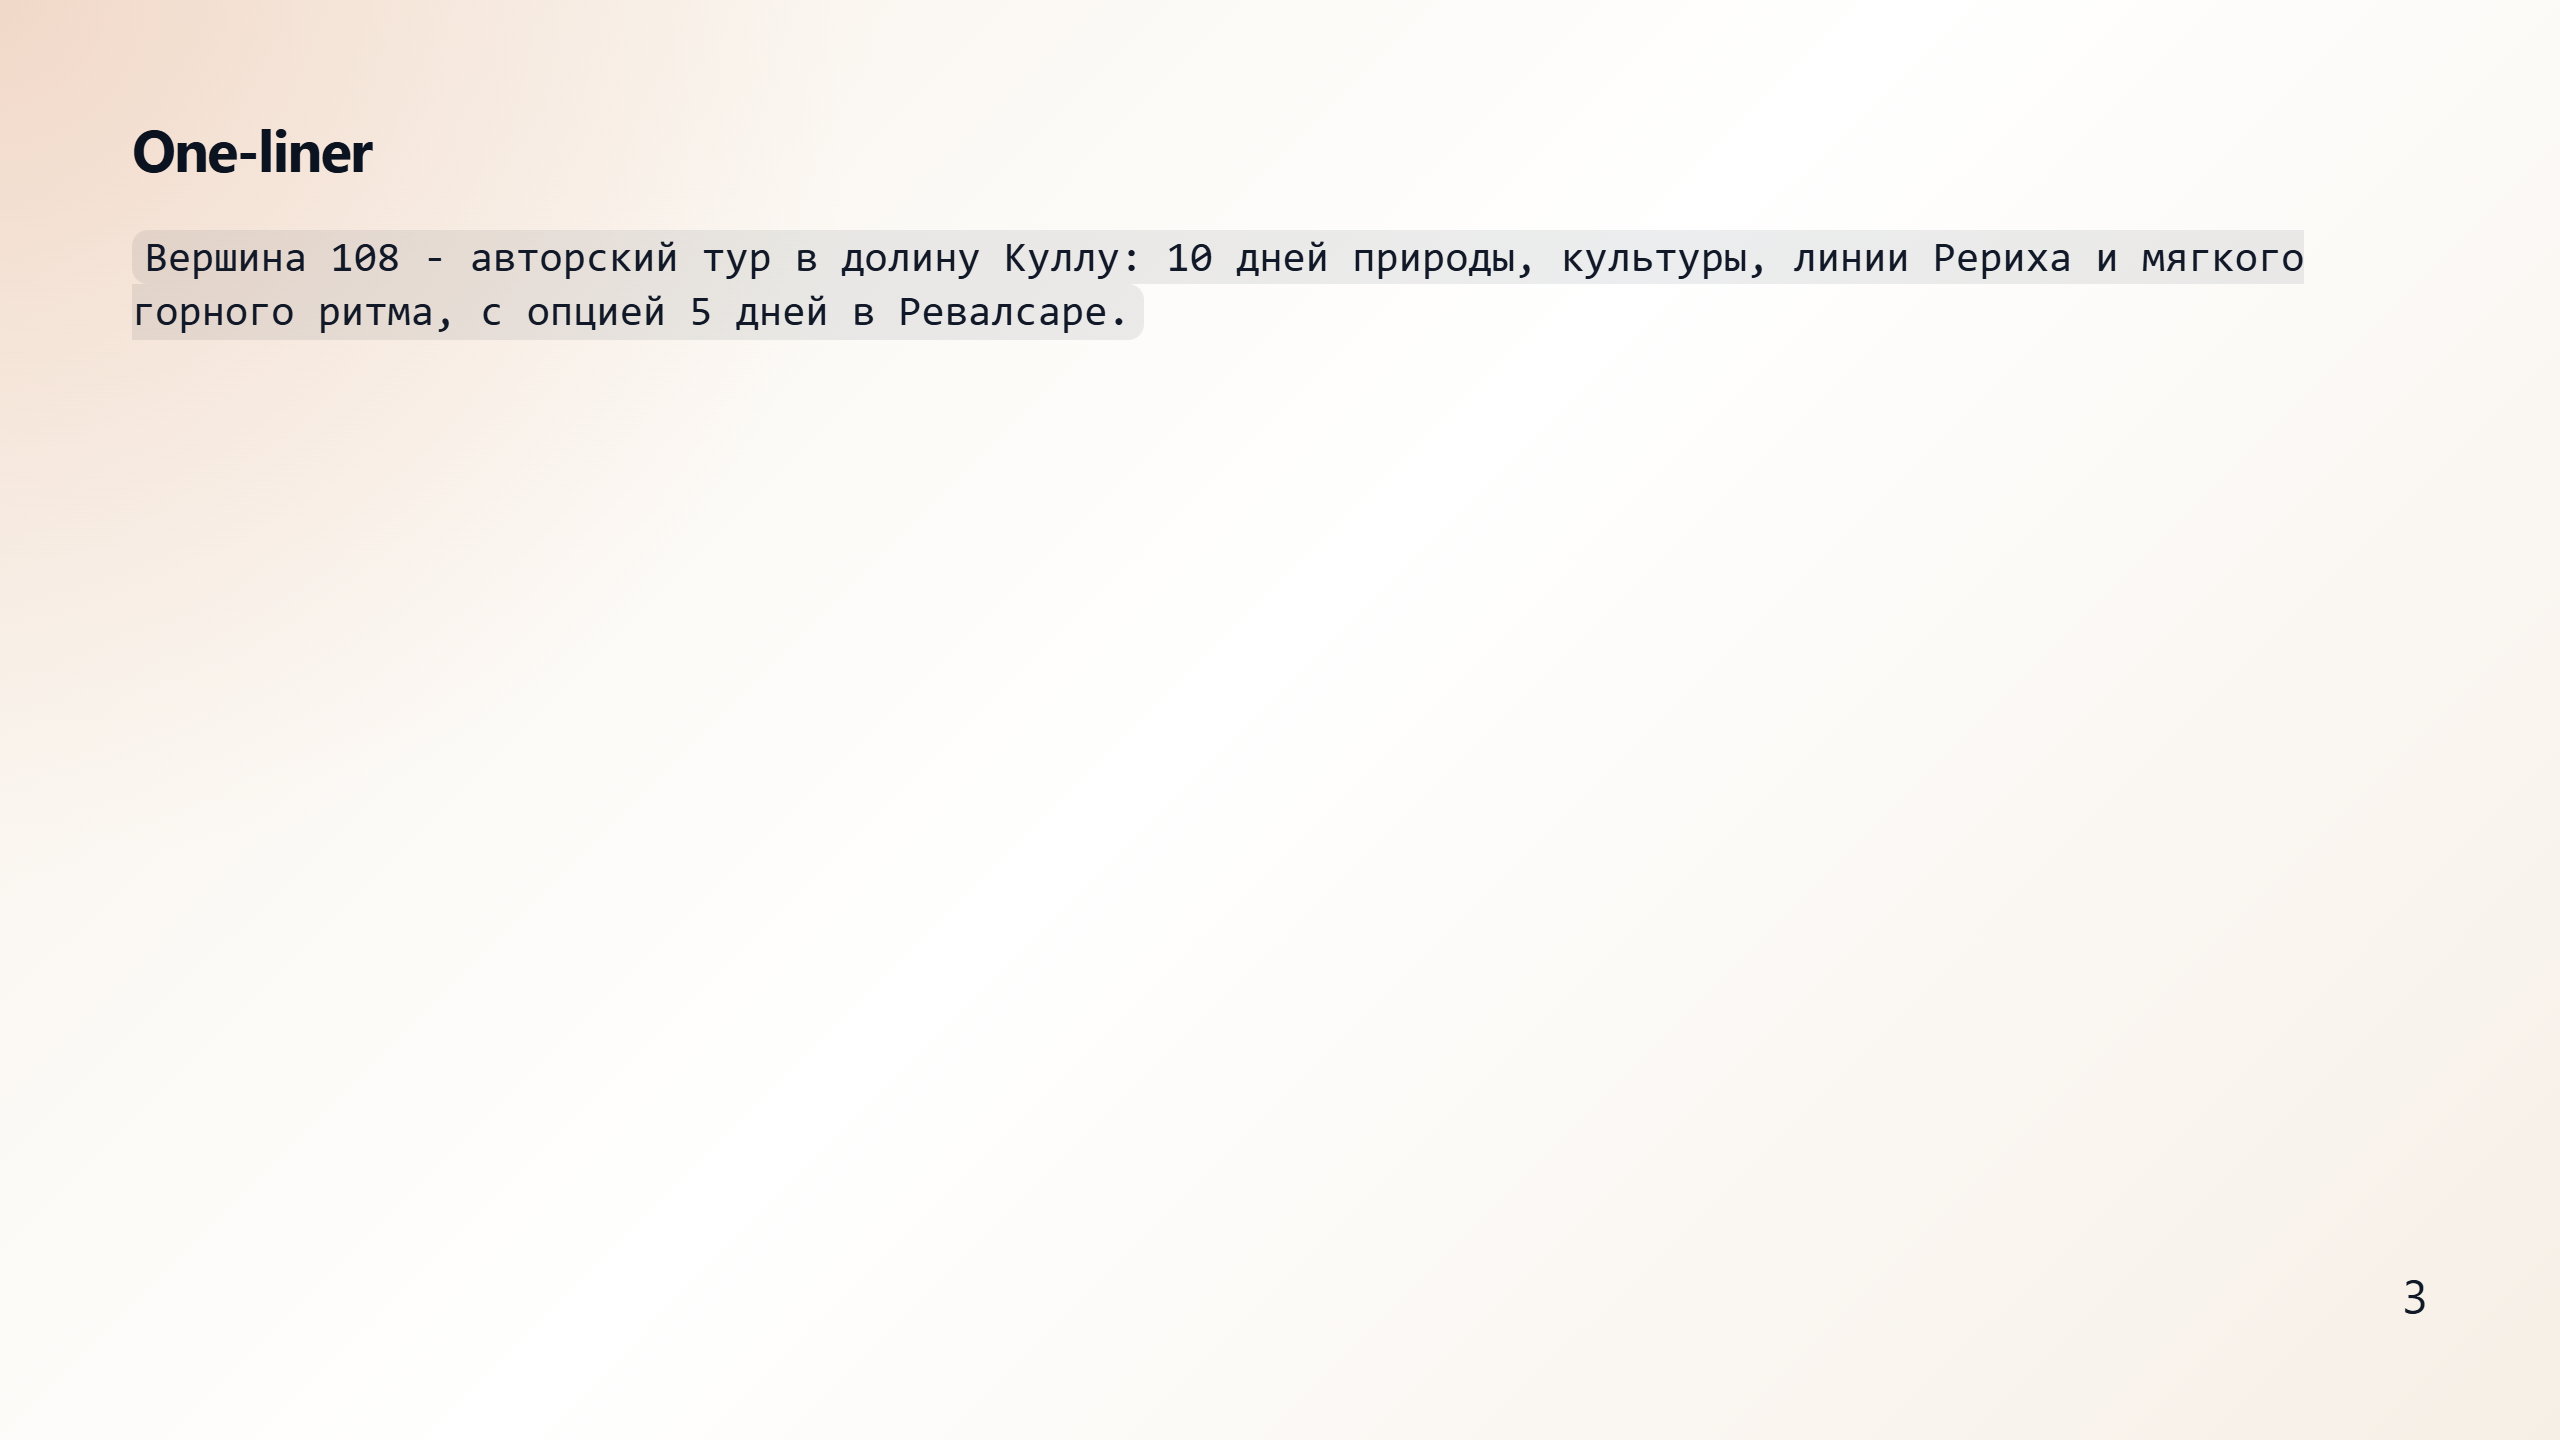 One-liner
Вершина 108 - авторский тур в долину Куллу: 10 дней природы, культуры, линии Рериха и мягкого
горного ритма, с опцией 5 дней в Ревалсаре.
3